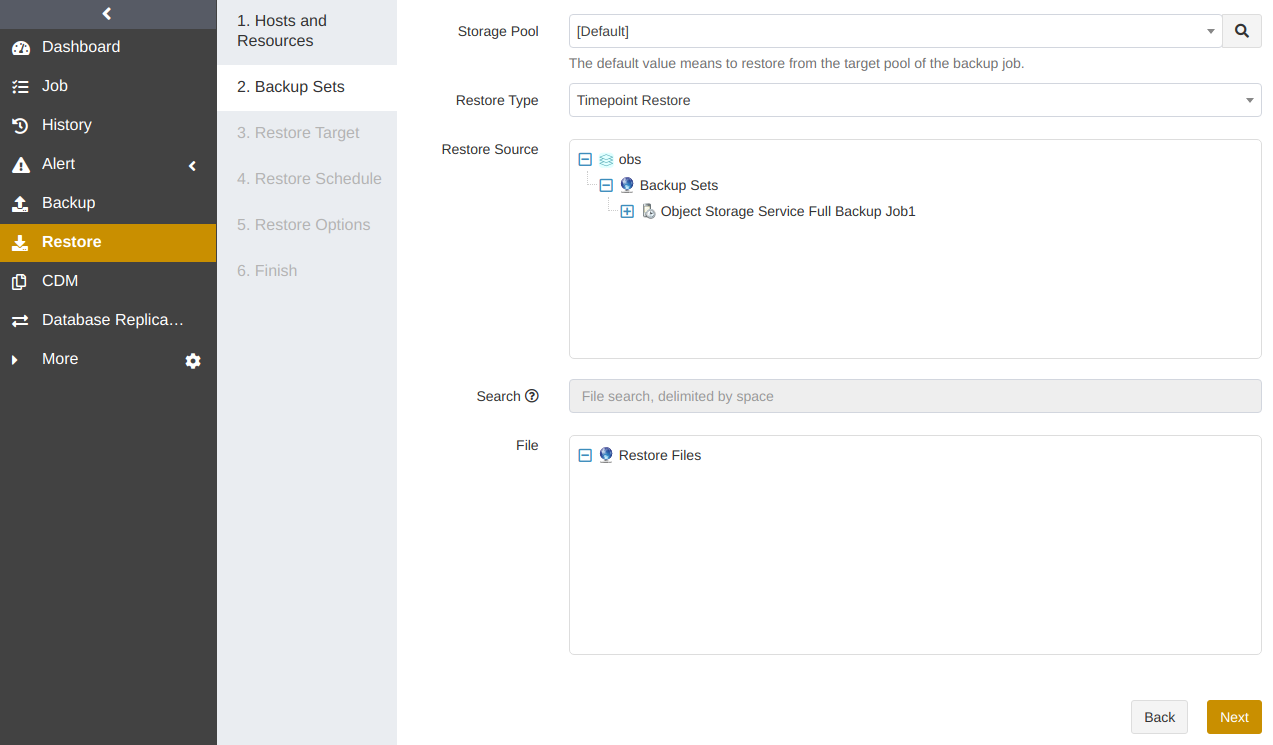 Dashboard
Job
History
Alert
Backup
Restore
CDM
Database Replica…
More
1. Hosts and
Resources
2. Backup Sets
3. Restore Target
4. Restore Schedule
5. Restore Options
6. Finish
Storage Pool
[Default]
The default value means to restore from the target pool of the backup job.
Restore Type
Timepoint Restore
Restore Source
obs
Backup Sets
Object Storage Service Full Backup Job1
Search
File search, delimited by space
File
Restore Files
Back
Next